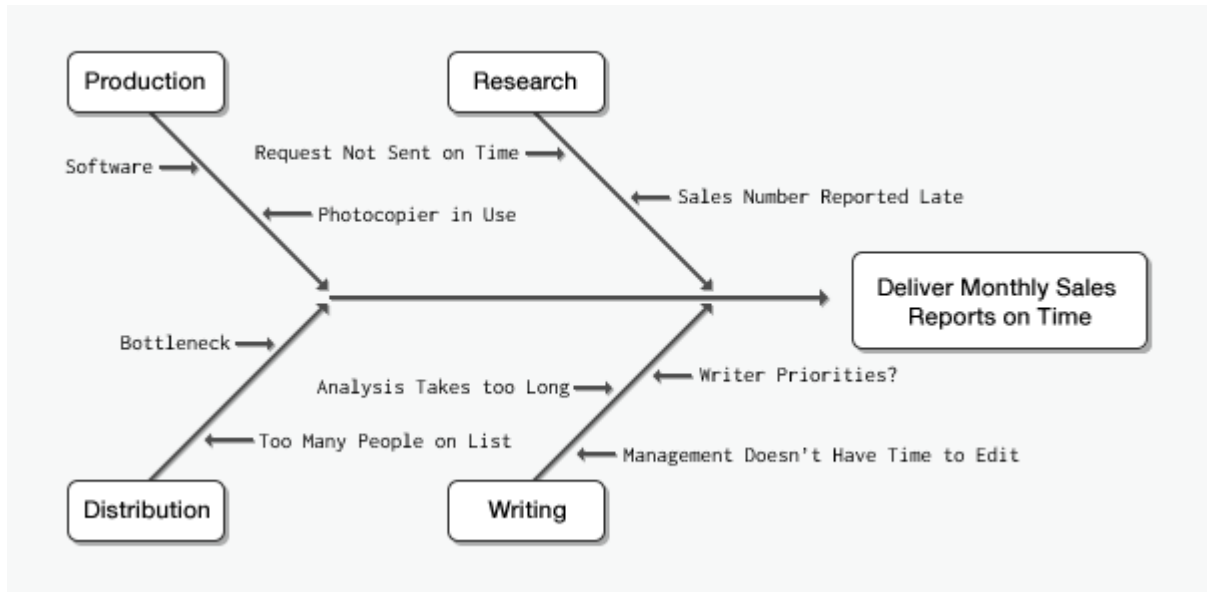 Production
Research
Request Not Sent on Time
Software
Sales Number Reported Late
Photocopier in Use
Deliver Monthly Sales
Reports on Time
Bottleneck
Writer Priorities?
Analysis Takes too Long
Too Many People on List
Management Doesn't Have Time to Edit
Distribution
Writing